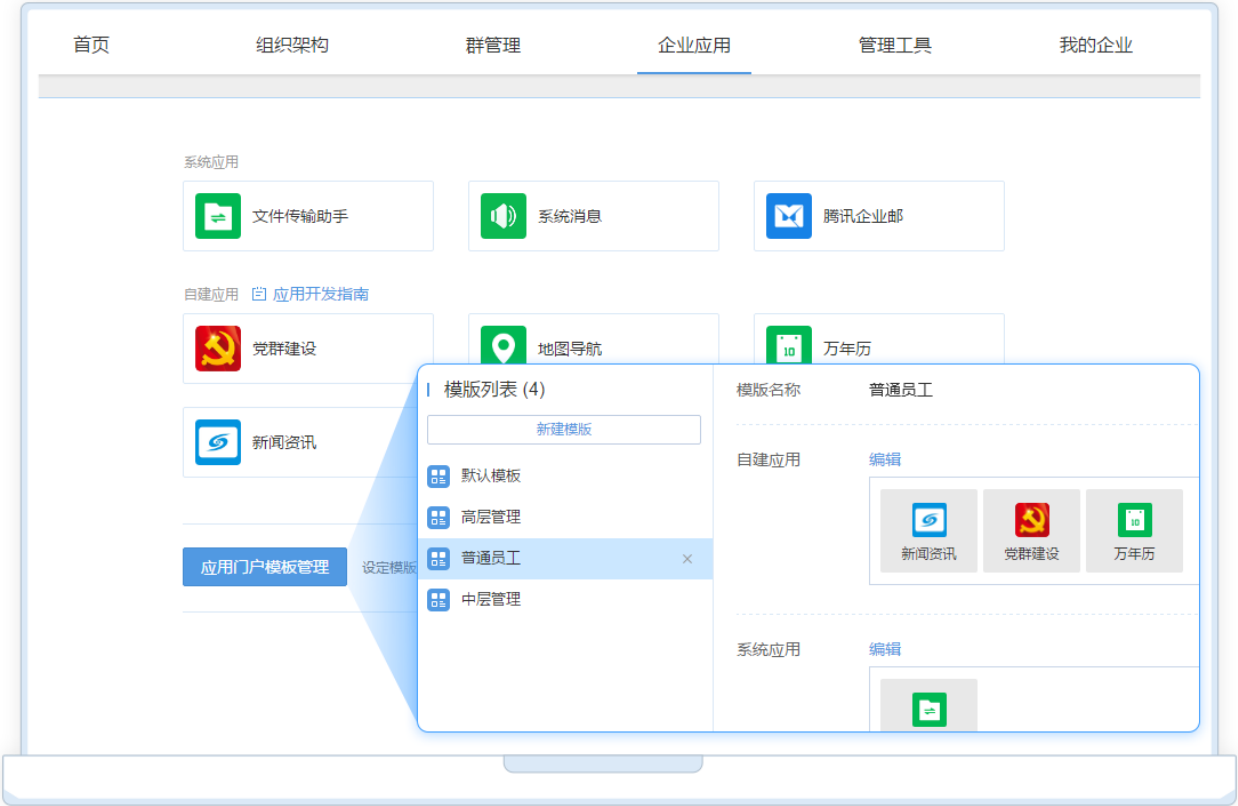 首页 组织架构 群管理 企业应用 管理工具 我的企业
系统应用
文件传输助手 系统消息 腾讯企业邮
自建应用 应用开发指南
党群建设 地图导航 万年历
10
新闻资讯
应用门户模板管理 设定模版
模版列表 (4)
新建模版
默认模板
高层管理
普通员工 ×
中层管理
模版名称 普通员工
自建应用 编辑
10
新闻资讯 党群建设 万年历
系统应用 编辑